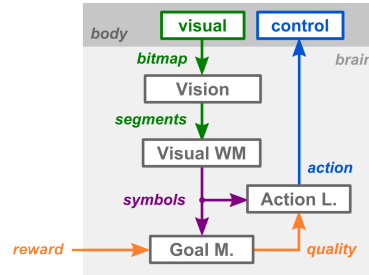 visual control
body
bitmap
brain
Vision
segments
Visual WM
action
symbols
Action L.
reward
Goal M.
quality